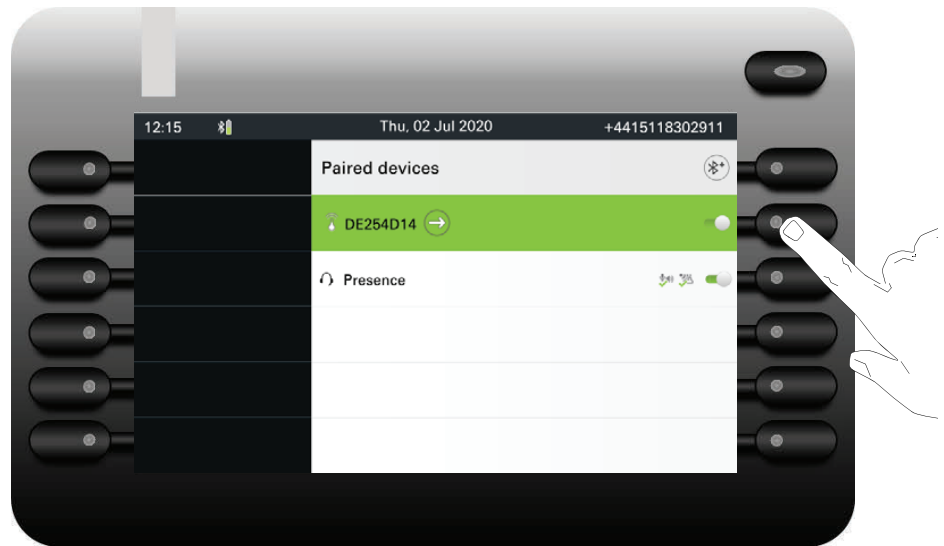 12:15
Thu, 02 Jul 2020
+4415118302911
Paired devices
DE254D14
Presence